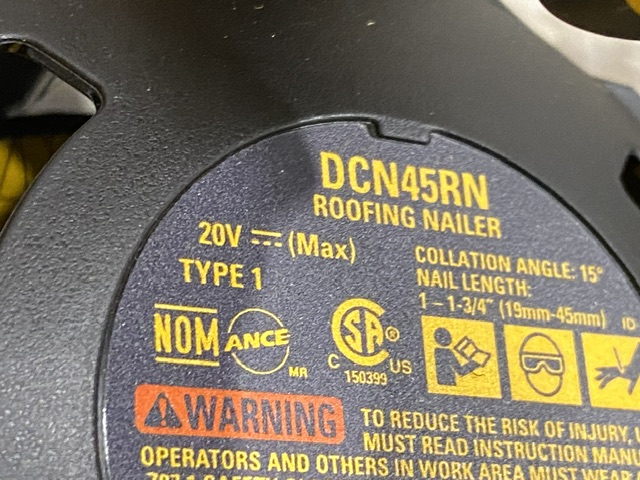 DCN45RN
ROOFING NAILER
20V ⎓ (Max)
TYPE 1
COLLATION ANGLE: 15°
NAIL LENGTH:
1 – 1-3/4" (19mm-45mm)
NOM ANCE MR
C SA ® US
150399
WARNING
TO REDUCE THE RISK OF INJURY,
MUST READ INSTRUCTION
OPERATORS AND OTHERS IN WORK AREA MUST WEAR